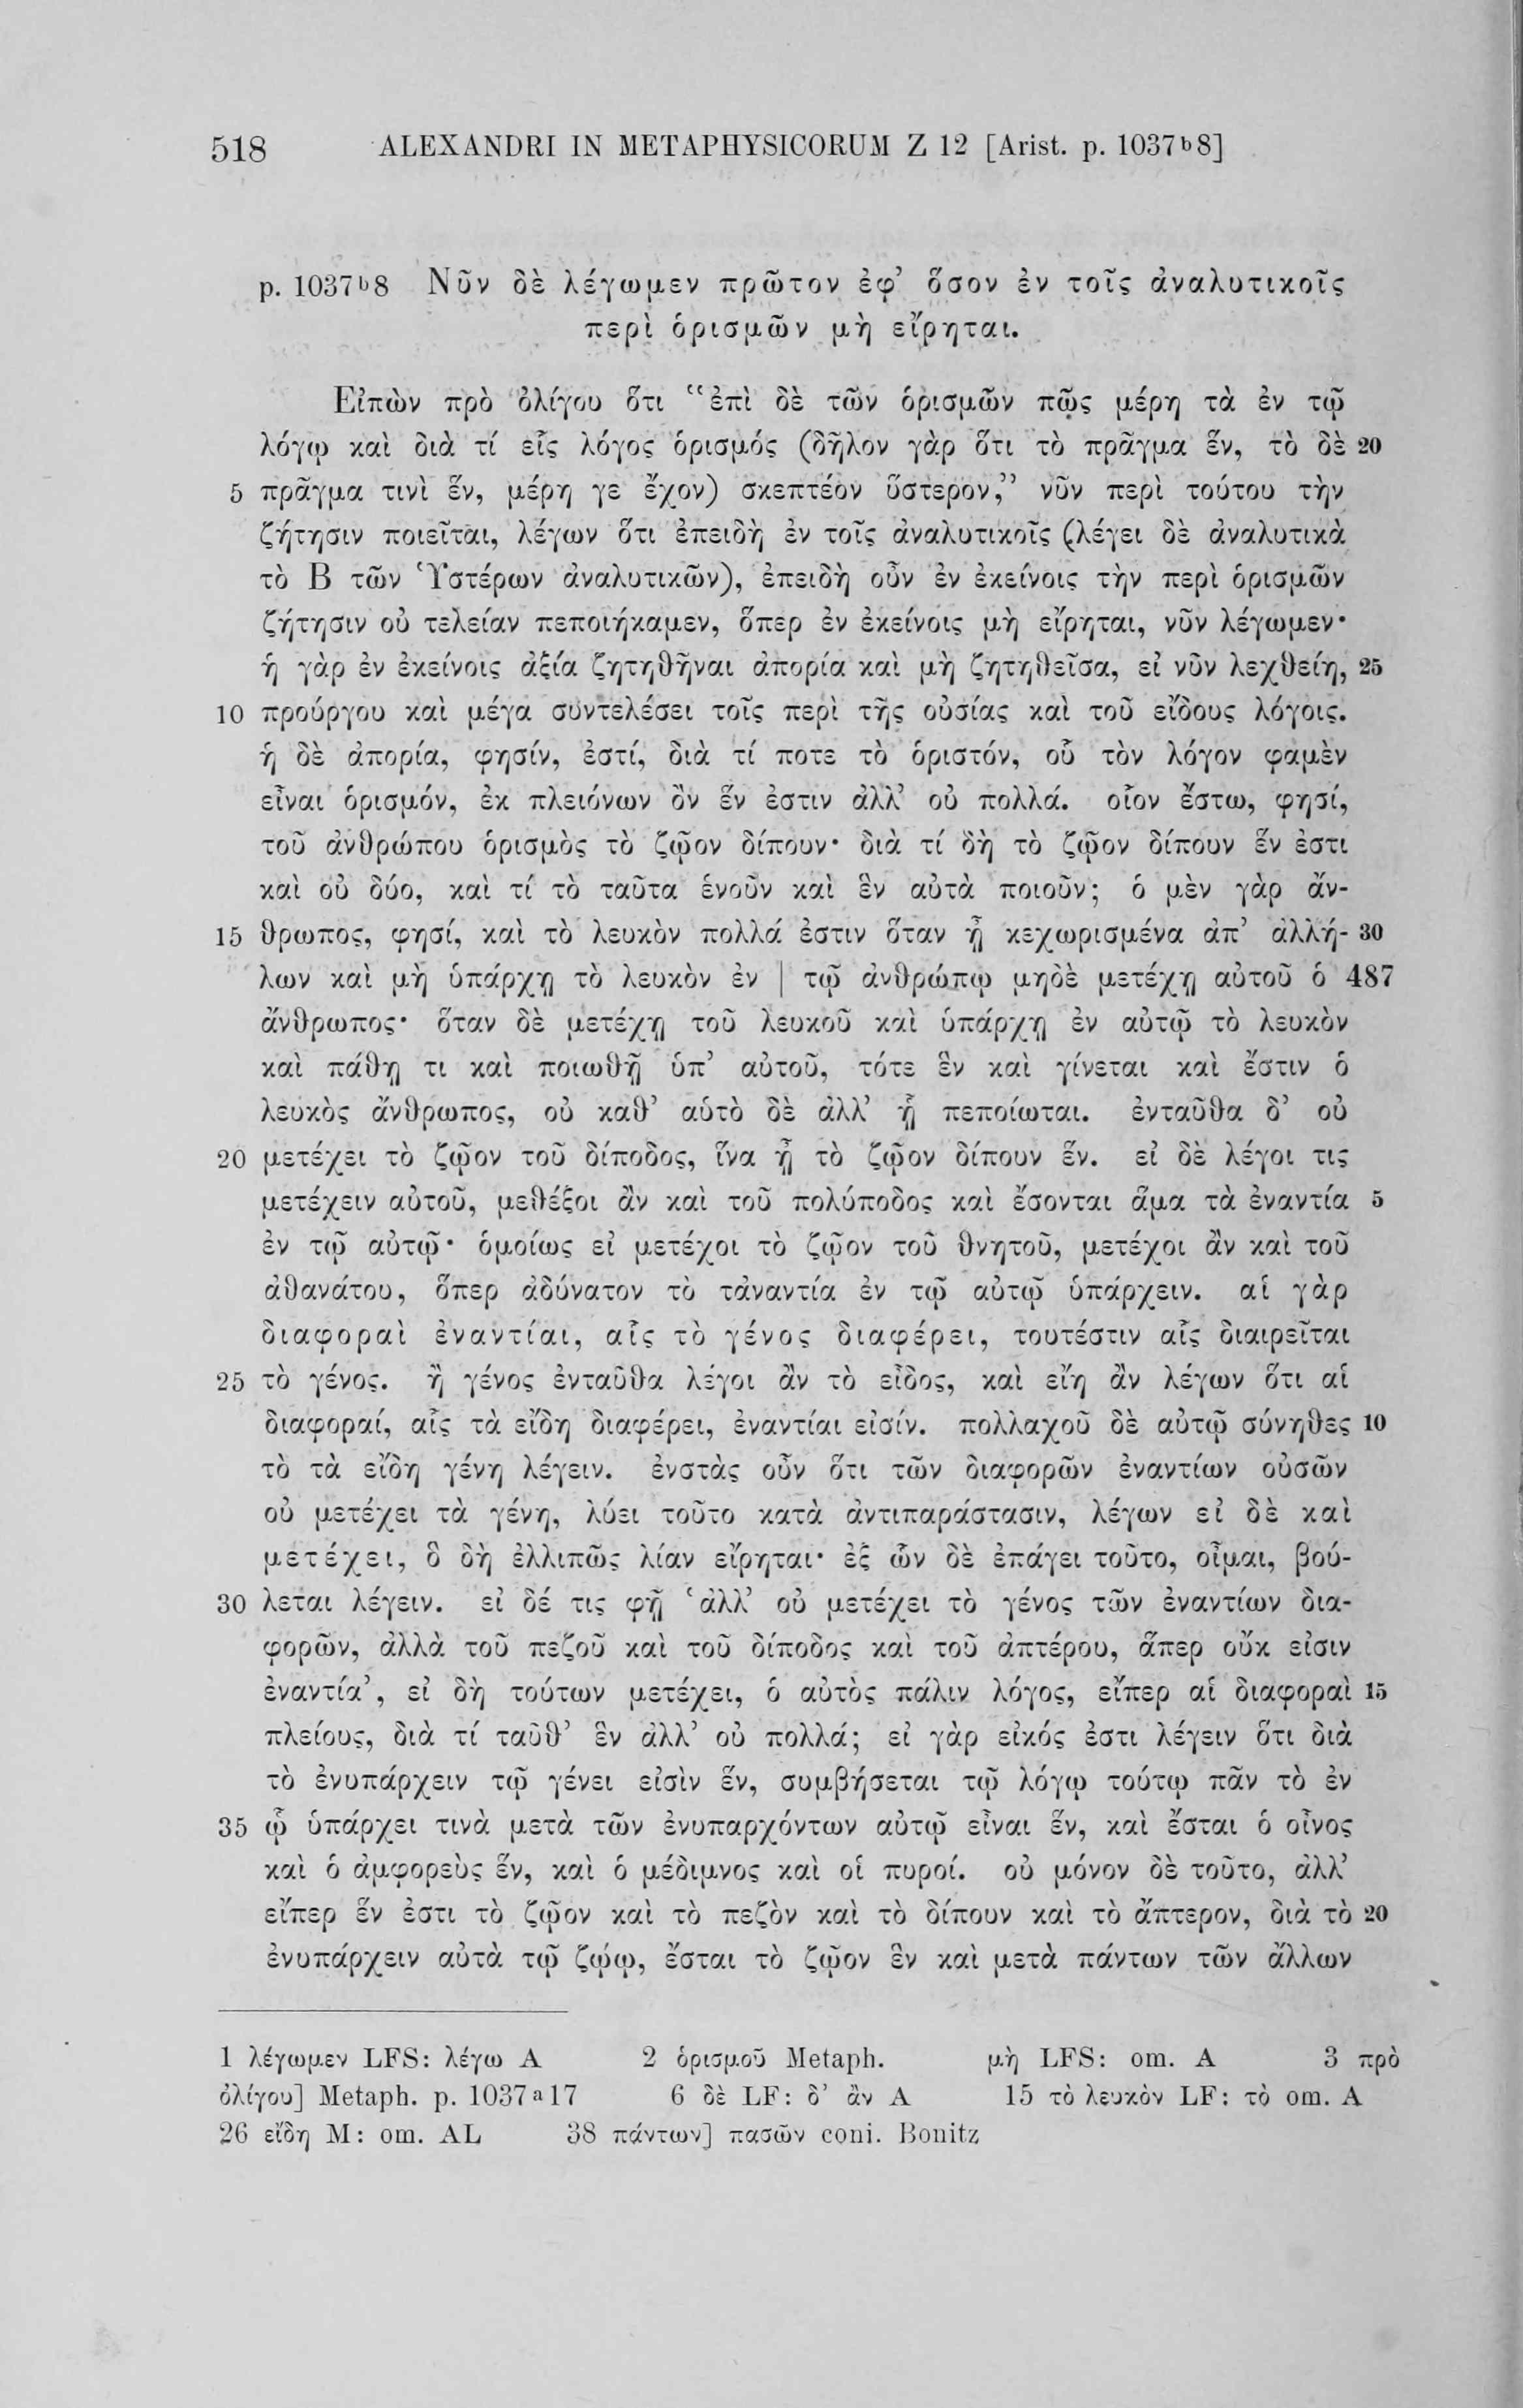 518 ALEXANDRI IN METAPHYSICORUM Z 12 [Arist. p. 1037b8]
p. 1037b8 Νῦν δὲ λέγωμεν πρῶτον ἐφ’ ὅσον ἐν τοῖς ἀναλυτικοῖς
περὶ ὁρισμῶν μὴ εἴρηται.
Εἰπὼν πρὸ ὀλίγου ὅτι “ἐπὶ δὲ τῶν ὁρισμῶν πῶς μέρη τὰ ἐν τῷ
λόγῳ καὶ διὰ τί εἷς λόγος ὁρισμός (δῆλον γὰρ ὅτι τὸ πρᾶγμα ἕν, τὸ δὲ 20
5 πρᾶγμα τινὶ ἕν, μέρη γε ἔχον) σκεπτέον ὕστερον,” νῦν περὶ τούτου τὴν
ζήτησιν ποιεῖται, λέγων ὅτι ἐπειδὴ ἐν τοῖς ἀναλυτικοῖς (λέγει δὲ ἀναλυτικὰ
τὸ Β τῶν Ὑστέρων ἀναλυτικῶν), ἐπειδὴ οὖν ἐν ἐκείνοις τὴν περὶ ὁρισμῶν
ζήτησιν οὐ τελείαν πεποιήκαμεν, ὅπερ ἐν ἐκείνοις μὴ εἴρηται, νῦν λέγωμεν·
ἡ γὰρ ἐν ἐκείνοις ἀξία ζητηθῆναι ἀπορία καὶ μὴ ζητηθεῖσα, εἰ νῦν λεχθείη, 25
10 προύργου καὶ μέγα συντελέσει τοῖς περὶ τῆς οὐσίας καὶ τοῦ εἴδους λόγοις.
ἡ δὲ ἀπορία, φησίν, ἐστί, διὰ τί ποτε τὸ ὁριστόν, οὗ τὸν λόγον φαμὲν
εἶναι ὁρισμόν, ἐκ πλειόνων ὂν ἕν ἐστιν ἀλλ’ οὐ πολλά. οἷον ἔστω, φησί,
τοῦ ἀνθρώπου ὁρισμὸς τὸ ζῷον δίπουν· διὰ τί δὴ τὸ ζῷον δίπουν ἕν ἐστι
καὶ οὐ δύο, καὶ τί τὸ ταῦτα ἑνοῦν καὶ ἓν αὐτὰ ποιοῦν; ὁ μὲν γὰρ ἄν-
15 θρωπος, φησί, καὶ τὸ λευκὸν πολλά ἐστιν ὅταν ᾖ κεχωρισμένα ἀπ’ ἀλλή- 30
λων καὶ μὴ ὑπάρχῃ τὸ λευκὸν ἐν | τῷ ἀνθρώπῳ μηδὲ μετέχῃ αὐτοῦ ὁ 487
ἄνθρωπος· ὅταν δὲ μετέχῃ τοῦ λευκοῦ καὶ ὑπάρχῃ ἐν αὐτῷ τὸ λευκὸν
καὶ πάθῃ τι καὶ ποιωθῇ ὑπ’ αὐτοῦ, τότε ἓν καὶ γίνεται καὶ ἔστιν ὁ
λευκὸς ἄνθρωπος, οὐ καθ’ αὑτὸ δὲ ἀλλ’ ᾗ πεποίωται. ἐνταῦθα δ’ οὐ
20 μετέχει τὸ ζῷον τοῦ δίποδος, ἵνα ᾖ τὸ ζῷον δίπουν ἕν. εἰ δὲ λέγοι τις
μετέχειν αὐτοῦ, μεθέξοι ἂν καὶ τοῦ πολύποδος καὶ ἔσονται ἅμα τὰ ἐναντία 5
ἐν τῷ αὐτῷ· ὁμοίως εἰ μετέχοι τὸ ζῷον τοῦ θνητοῦ, μετέχοι ἂν καὶ τοῦ
ἀθανάτου, ὅπερ ἀδύνατον τὸ τἀναντία ἐν τῷ αὐτῷ ὑπάρχειν. αἱ γὰρ
διαφοραὶ ἐναντίαι, αἷς τὸ γένος διαφέρει, τουτέστιν αἷς διαιρεῖται
25 τὸ γένος. ἢ γένος ἐνταῦθα λέγοι ἂν τὸ εἶδος, καὶ εἴη ἂν λέγων ὅτι αἱ
διαφοραί, αἷς τὰ εἴδη διαφέρει, ἐναντίαι εἰσίν. πολλαχοῦ δὲ αὐτῷ σύνηθες 10
τὸ τὰ εἴδη γένη λέγειν. ἐνστὰς οὖν ὅτι τῶν διαφορῶν ἐναντίων οὐσῶν
οὐ μετέχει τὰ γένη, λύει τοῦτο κατὰ ἀντιπαράστασιν, λέγων εἰ δὲ καὶ
μετέχει, ὃ δὴ ἐλλιπῶς λίαν εἴρηται· ἐξ ὧν δὲ ἐπάγει τοῦτο, οἶμαι, βού-
30 λεται λέγειν. εἰ δέ τις φῇ ‘ἀλλ’ οὐ μετέχει τὸ γένος τῶν ἐναντίων δια-
φορῶν, ἀλλὰ τοῦ πεζοῦ καὶ τοῦ δίποδος καὶ τοῦ ἀπτέρου, ἅπερ οὔκ εἰσιν
ἐναντία’, εἰ δὴ τούτων μετέχει, ὁ αὐτὸς πάλιν λόγος, εἴπερ αἱ διαφοραὶ 15
πλείους, διὰ τί ταῦθ’ ἓν ἀλλ’ οὐ πολλά; εἰ γὰρ εἰκός ἐστι λέγειν ὅτι διὰ
τὸ ἐνυπάρχειν τῷ γένει εἰσὶν ἕν, συμβήσεται τῷ λόγῳ τούτῳ πᾶν τὸ ἐν
35 ᾧ ὑπάρχει τινὰ μετὰ τῶν ἐνυπαρχόντων αὐτῷ εἶναι ἕν, καὶ ἔσται ὁ οἶνος
καὶ ὁ ἀμφορεὺς ἕν, καὶ ὁ μέδιμνος καὶ οἱ πυροί. οὐ μόνον δὲ τοῦτο, ἀλλ’
εἴπερ ἕν ἐστι τὸ ζῷον καὶ τὸ πεζὸν καὶ τὸ δίπουν καὶ τὸ ἄπτερον, διὰ τὸ 20
ἐνυπάρχειν αὐτὰ τῷ ζῴῳ, ἔσται τὸ ζῷον ἓν καὶ μετὰ πάντων τῶν ἄλλων
1 λέγωμεν LFS: λέγω A 2 ὁρισμοῦ Metaph. μὴ LFS: om. A 3 πρὸ
ὀλίγου] Metaph. p. 1037a17 6 δὲ LF: δ’ ἂν A 15 τὸ λευκὸν LF: τὸ om. A
26 εἴδη M: om. AL 38 πάντων] πασῶν coni. Bonitz